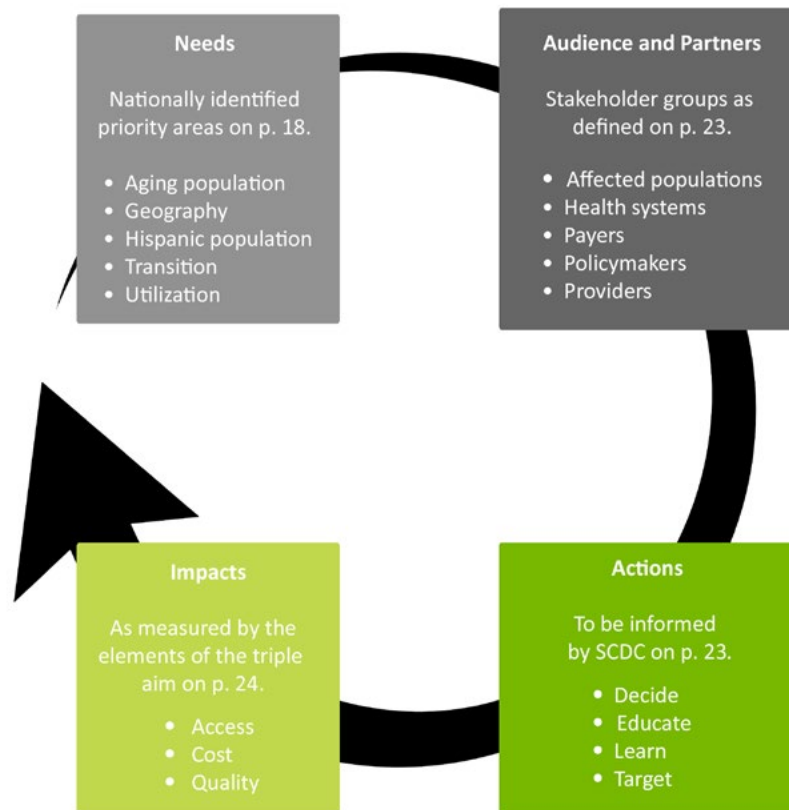 Needs
Nationally identified
priority areas on p. 18.
• Aging population
• Geography
• Hispanic population
• Transition
• Utilization
Audience and Partners
Stakeholder groups as
defined on p. 23.
• Affected populations
• Health systems
• Payers
• Policymakers
• Providers
Impacts
As measured by the
elements of the triple
aim on p. 24.
• Access
• Cost
• Quality
Actions
To be informed
by SCDC on p. 23.
• Decide
• Educate
• Learn
• Target